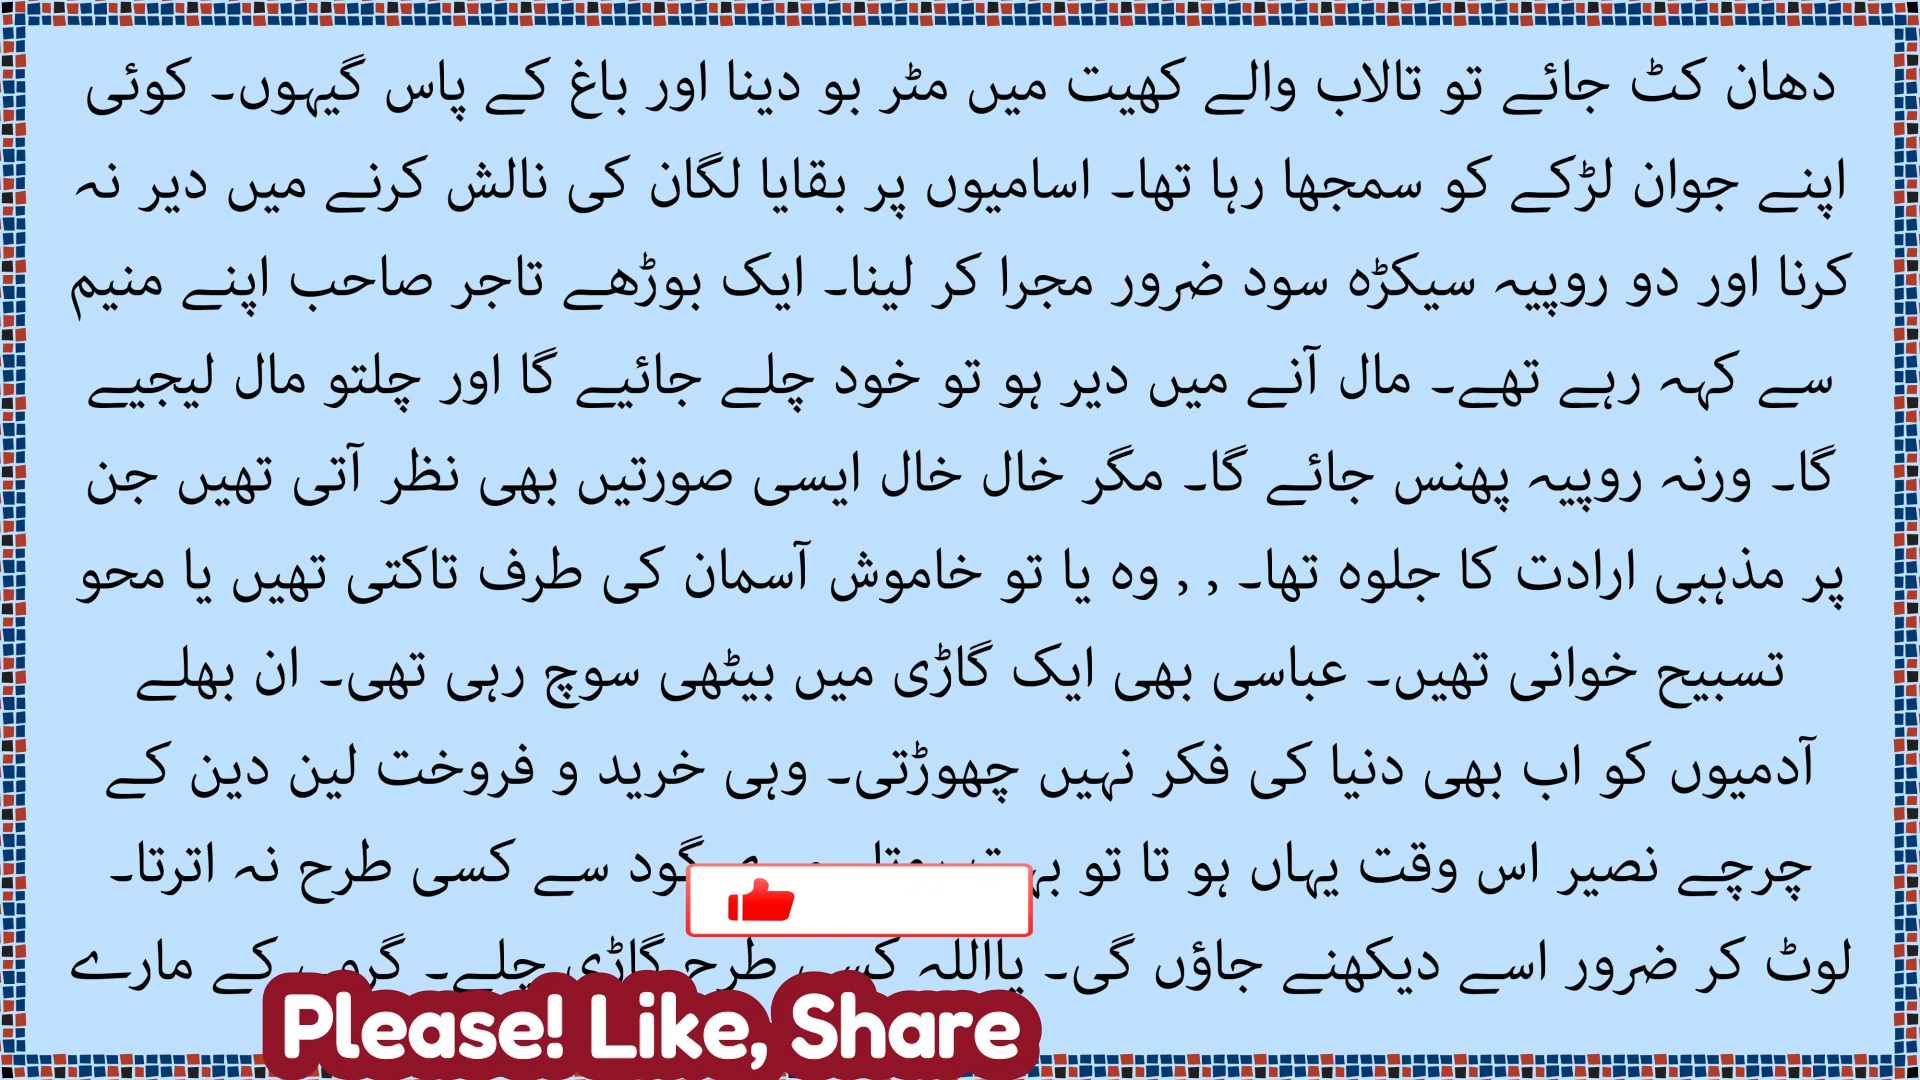 دھان کٹ جائے تو تالاب والے کھیت میں مٹر بو دینا اور باغ کے پاس گیہوں۔ کوئی
اپنے جوان لڑکے کو سمجھا رہا تھا۔ اسامیوں پر بقایا لگان کی نالش کرنے میں دیر نہ
کرنا اور دو روپیہ سیکڑہ سود ضرور مجرا کر لینا۔ ایک بوڑھے تاجر صاحب اپنے منیم
سے کہہ رہے تھے۔ مال آنے میں دیر ہو تو خود چلے جائیے گا اور چلتو مال لیجیے
گا۔ ورنہ روپیہ پھنس جائے گا۔ مگر خال خال ایسی صورتیں بھی نظر آتی تھیں جن
پر مذہبی ارادت کا جلوہ تھا۔ , , وہ یا تو خاموش آسمان کی طرف تاکتی تھیں یا محو
تسبیح خوانی تھیں۔ عباسی بھی ایک گاڑی میں بیٹھی سوچ رہی تھی۔ ان بھلے
آدمیوں کو اب بھی دنیا کی فکر نہیں چھوڑتی۔ وہی خرید و فروخت لین دین کے
چرچے نصیر اس وقت یہاں ہو تا تو گود سے کسی طرح نہ اترتا۔
لوٹ کر ضرور اسے دیکھنے جاؤں گی۔ یااللہ کسی طرح گاڑی چلے۔ گرمی کے مارے
Please! Like, Share